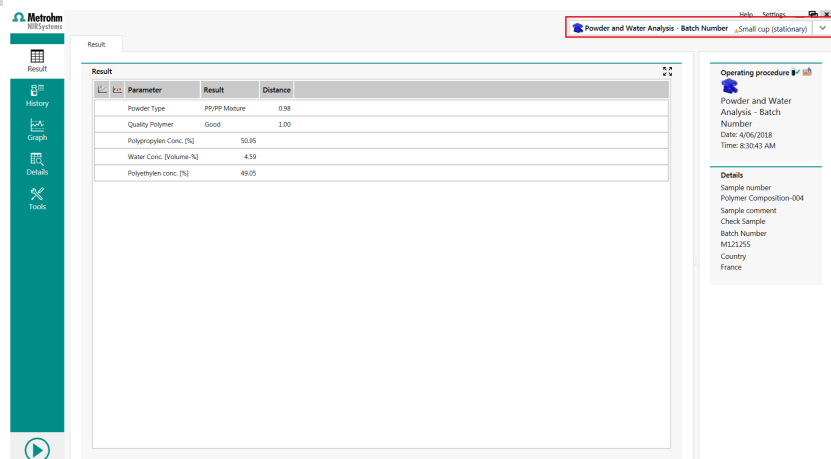 Metrohm
NIRSystems
Help Settings
Powder and Water Analysis - Batch Number Small cup (stationary)
Result
Result
History
Graph
Details
Tools
Result
Parameter Result Distance
Powder Type PP/PP Mixture 0.98
Quality Polymer Good 1.00
Polypropylen Conc. [%] 50.95
Water Conc. [Volume-%] 4.59
Polyethylen conc. [%] 49.05
Operating procedure
Powder and Water
Analysis - Batch
Number
Date: 4/06/2018
Time: 8:30:43 AM
Details
Sample number
Polymer Composition-004
Sample comment
Check Sample
Batch Number
M121255
Country
France